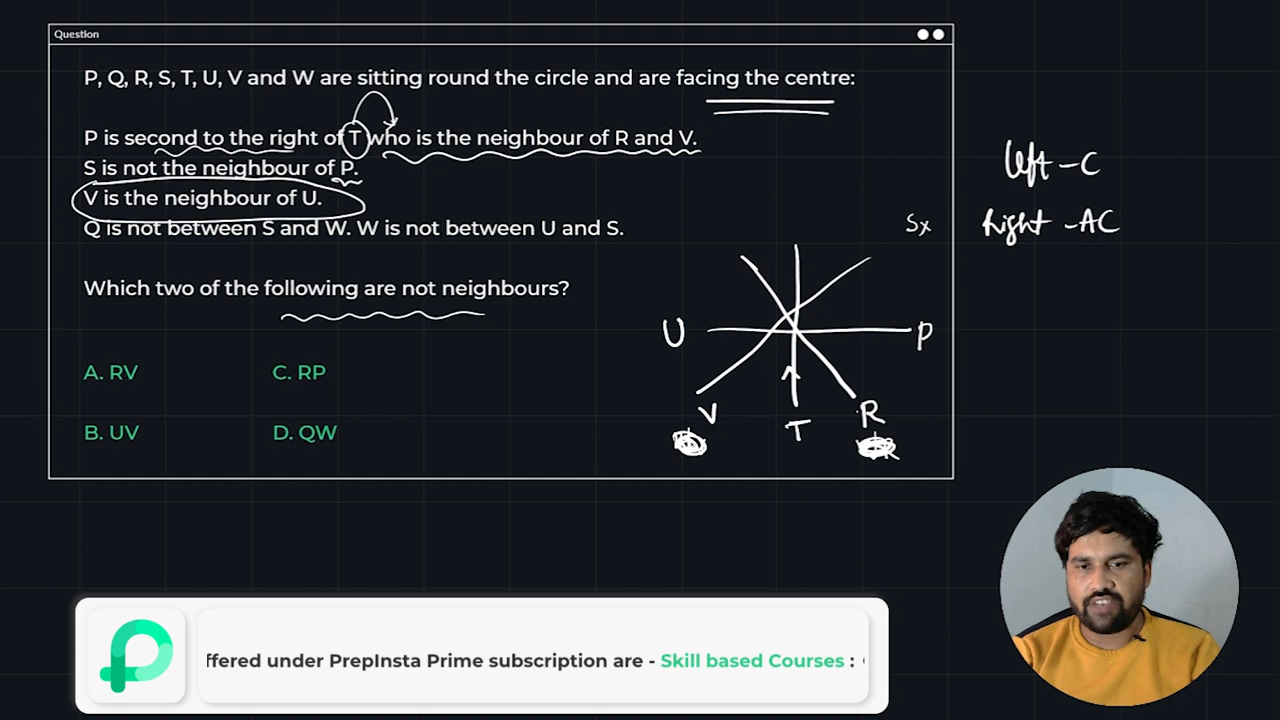 Question
P, Q, R, S, T, U, V and W are sitting round the circle and are facing the centre:
P is second to the right of T who is the neighbour of R and V.
S is not the neighbour of P.
V is the neighbour of U.
Q is not between S and W. W is not between U and S.
Which two of the following are not neighbours?
A. RV
C. RP
B. UV
D. QW
left - C
Right - AC
Sx
U
P
V
T
R
ffered under PrepInsta Prime subscription are - Skill based Courses :